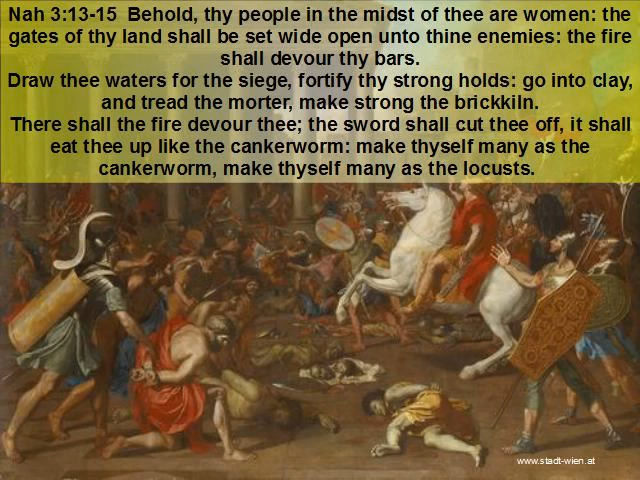 Nah 3:13-15  Behold, thy people in the midst of thee are women: the
gates of thy land shall be set wide open unto thine enemies: the fire
shall devour thy bars.
Draw thee waters for the siege, fortify thy strong holds: go into clay,
and tread the morter, make strong the brickkiln.
There shall the fire devour thee; the sword shall cut thee off, it shall
eat thee up like the cankerworm: make thyself many as the
cankerworm, make thyself many as the locusts.
www.stadt-wien.at